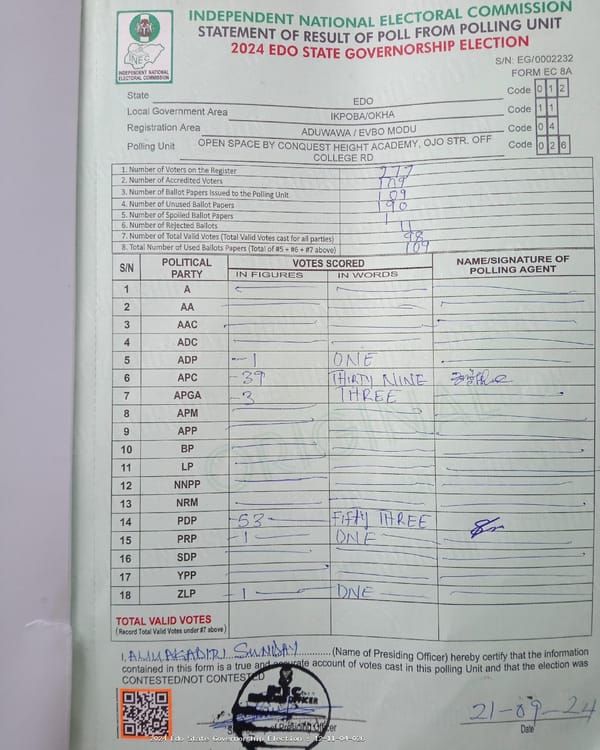 INDEPENDENT NATIONAL ELECTORAL COMMISSION
STATEMENT OF RESULT OF POLL FROM POLLING UNIT
2024 EDO STATE GOVERNORSHIP ELECTION
INEC
INDEPENDENT NATIONAL
ELECTORAL COMMISSION
S/N: EG/0002232
FORM EC 8A
State EDO Code 0 1 2
Local Government Area IKPOBA/OKHA Code 1 1
Registration Area ADUWAWA / EVBO MODU Code 0 4
Polling Unit OPEN SPACE BY CONQUEST HEIGHT ACADEMY, OJO STR. OFF COLLEGE RD Code 0 2 6
1. Number of Voters on the Register 277
2. Number of Accredited Voters 109
3. Number of Ballot Papers Issued to the Polling Unit 109
4. Number of Unused Ballot Papers 190
5. Number of Spoiled Ballot Papers
6. Number of Rejected Ballots 11
7. Number of Total Valid Votes (Total Valid Votes cast for all parties) 98
8. Total Number of Used Ballots Papers (Total of #5 + #6 + #7 above) 109
S/N POLITICAL PARTY VOTES SCORED NAME/SIGNATURE OF POLLING AGENT
IN FIGURES IN WORDS
1 A
2 AA
3 AAC
4 ADC
5 ADP 1 ONE
6 APC 39 THIRTY NINE
7 APGA 3 THREE
8 APM
9 APP
10 BP
11 LP
12 NNPP
13 NRM
14 PDP 53 FIFTY THREE
15 PRP 1 ONE
16 SDP
17 YPP
18 ZLP 1 ONE
ORIGINAL
TOTAL VALID VOTES
(Record Total Valid Votes under #7 above)
I, SUNDAY (Name of Presiding Officer) hereby certify that the information
contained in this form is a true and accurate account of votes cast in this polling Unit and that the election was
CONTESTED/NOT CONTESTED
21-09-24
Date
2024 Edo State Governorship Election